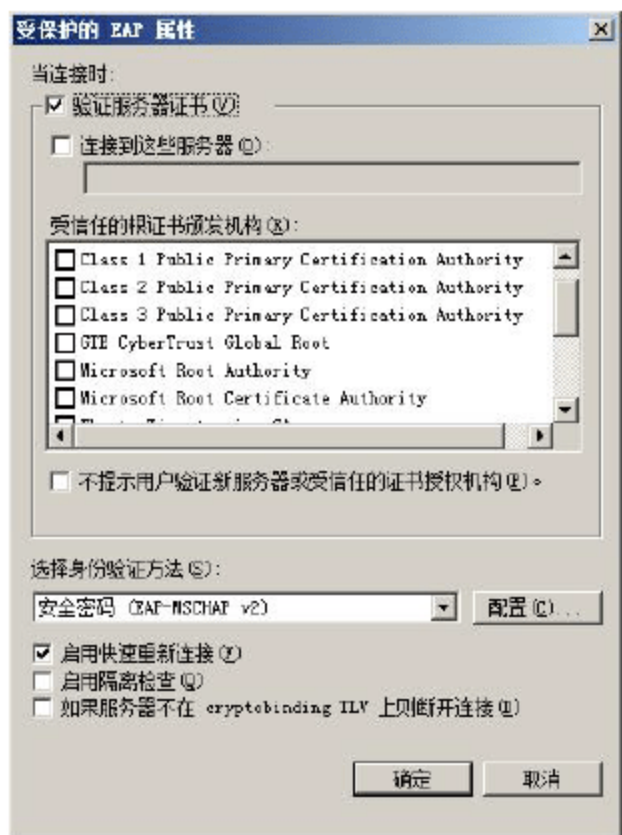 受保护的 EAP 属性
当连接时:
验证服务器证书(V)
连接到这些服务器(O):
受信任的根证书颁发机构(R):
Class 1 Public Primary Certification Authority
Class 2 Public Primary Certification Authority
Class 3 Public Primary Certification Authority
GTE CyberTrust Global Root
Microsoft Root Authority
Microsoft Root Certificate Authority
不提示用户验证新服务器或受信任的证书授权机构(P)。
选择身份验证方法(S):
安全密码 (EAP-MSCHAP v2)
配置(C)...
启用快速重新连接(F)
启用隔离检查(Q)
如果服务器不在 cryptobinding TLV 上则断开连接(D)
确定
取消